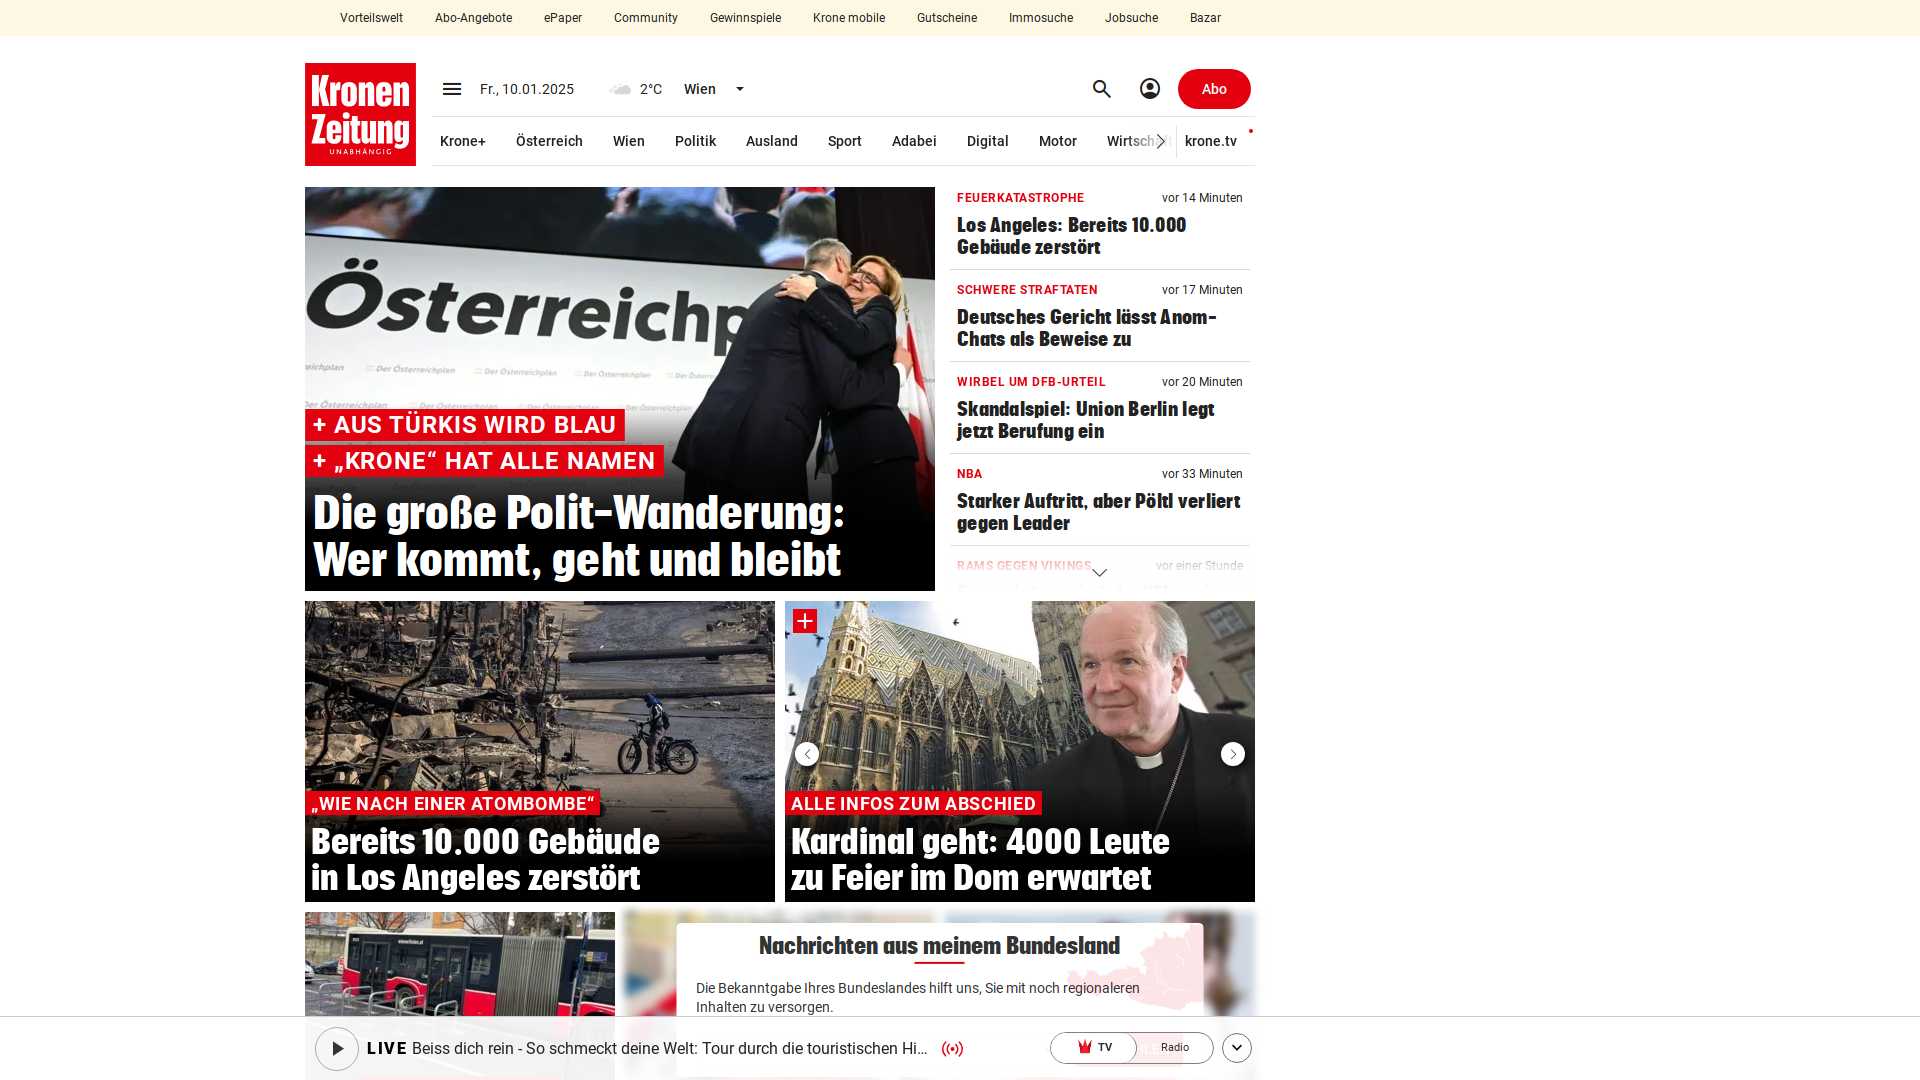 Vorteilswelt Abo-Angebote ePaper Community Gewinnspiele Krone mobile Gutscheine Immosuche Jobsuche Bazar
Kronen
Zeitung
UNABHÄNGIG
Fr., 10.01.2025 2°C Wien Abo
Krone+ Österreich Wien Politik Ausland Sport Adabei Digital Motor krone.tv
Österreichp
Der Österreichplan Der Österreichplan Der Österreichplan
+ AUS TÜRKIS WIRD BLAU
+ „KRONE“ HAT ALLE NAMEN
Die große Polit-Wanderung:
Wer kommt, geht und bleibt
FEUERKATASTROPHE vor 14 Minuten
Los Angeles: Bereits 10.000
Gebäude zerstört
SCHWERE STRAFTATEN vor 17 Minuten
Deutsches Gericht lässt Anom-
Chats als Beweise zu
WIRBEL UM DFB-URTEIL vor 20 Minuten
Skandalspiel: Union Berlin legt
jetzt Berufung ein
NBA vor 33 Minuten
Starker Auftritt, aber Pöltl verliert
gegen Leader
RAMS GEGEN VIKINGS vor einer Stunde
„WIE NACH EINER ATOMBOMBE“
Bereits 10.000 Gebäude
in Los Angeles zerstört
ALLE INFOS ZUM ABSCHIED
Kardinal geht: 4000 Leute
zu Feier im Dom erwartet
Nachrichten aus meinem Bundesland
Die Bekanntgabe Ihres Bundeslandes hilft uns, Sie mit noch regionaleren
Inhalten zu versorgen.
LIVE Beiss dich rein - So schmeckt deine Welt: Tour durch die touristischen Hi... TV Radio